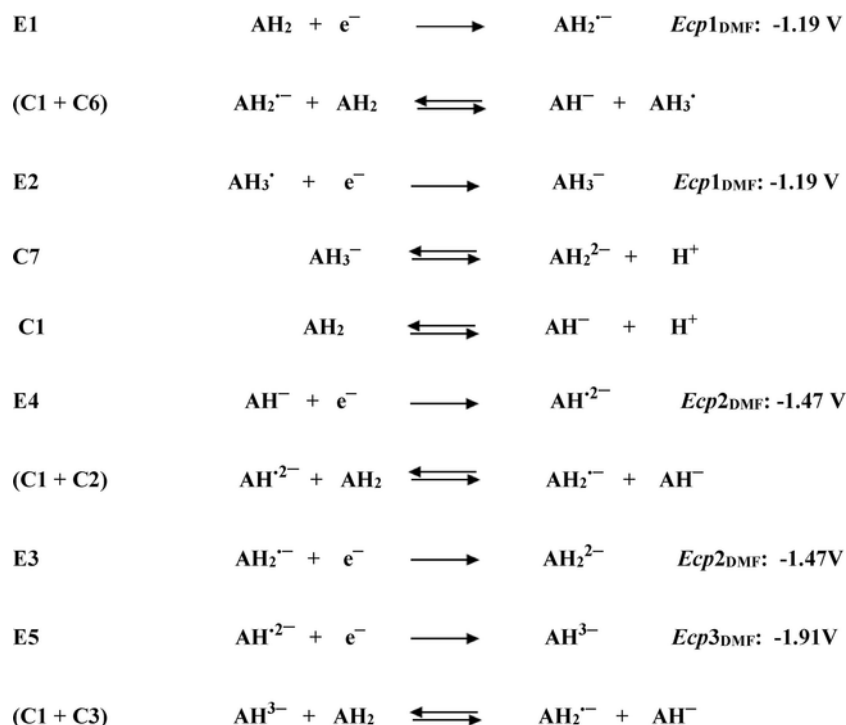 E1 AH₂ + e⁻ ⟶ AH₂•⁻ Ecp1DMF: -1.19 V
(C1 + C6) AH₂•⁻ + AH₂ ⇌ AH⁻ + AH₃•
E2 AH₃• + e⁻ ⟶ AH₃⁻ Ecp1DMF: -1.19 V
C7 AH₃⁻ ⇌ AH₂²⁻ + H⁺
C1 AH₂ ⇌ AH⁻ + H⁺
E4 AH⁻ + e⁻ ⟶ AH•²⁻ Ecp2DMF: -1.47 V
(C1 + C2) AH•²⁻ + AH₂ ⇌ AH₂•⁻ + AH⁻
E3 AH₂•⁻ + e⁻ ⟶ AH₂²⁻ Ecp2DMF: -1.47V
E5 AH•²⁻ + e⁻ ⟶ AH³⁻ Ecp3DMF: -1.91V
(C1 + C3) AH³⁻ + AH₂ ⇌ AH₂•⁻ + AH⁻